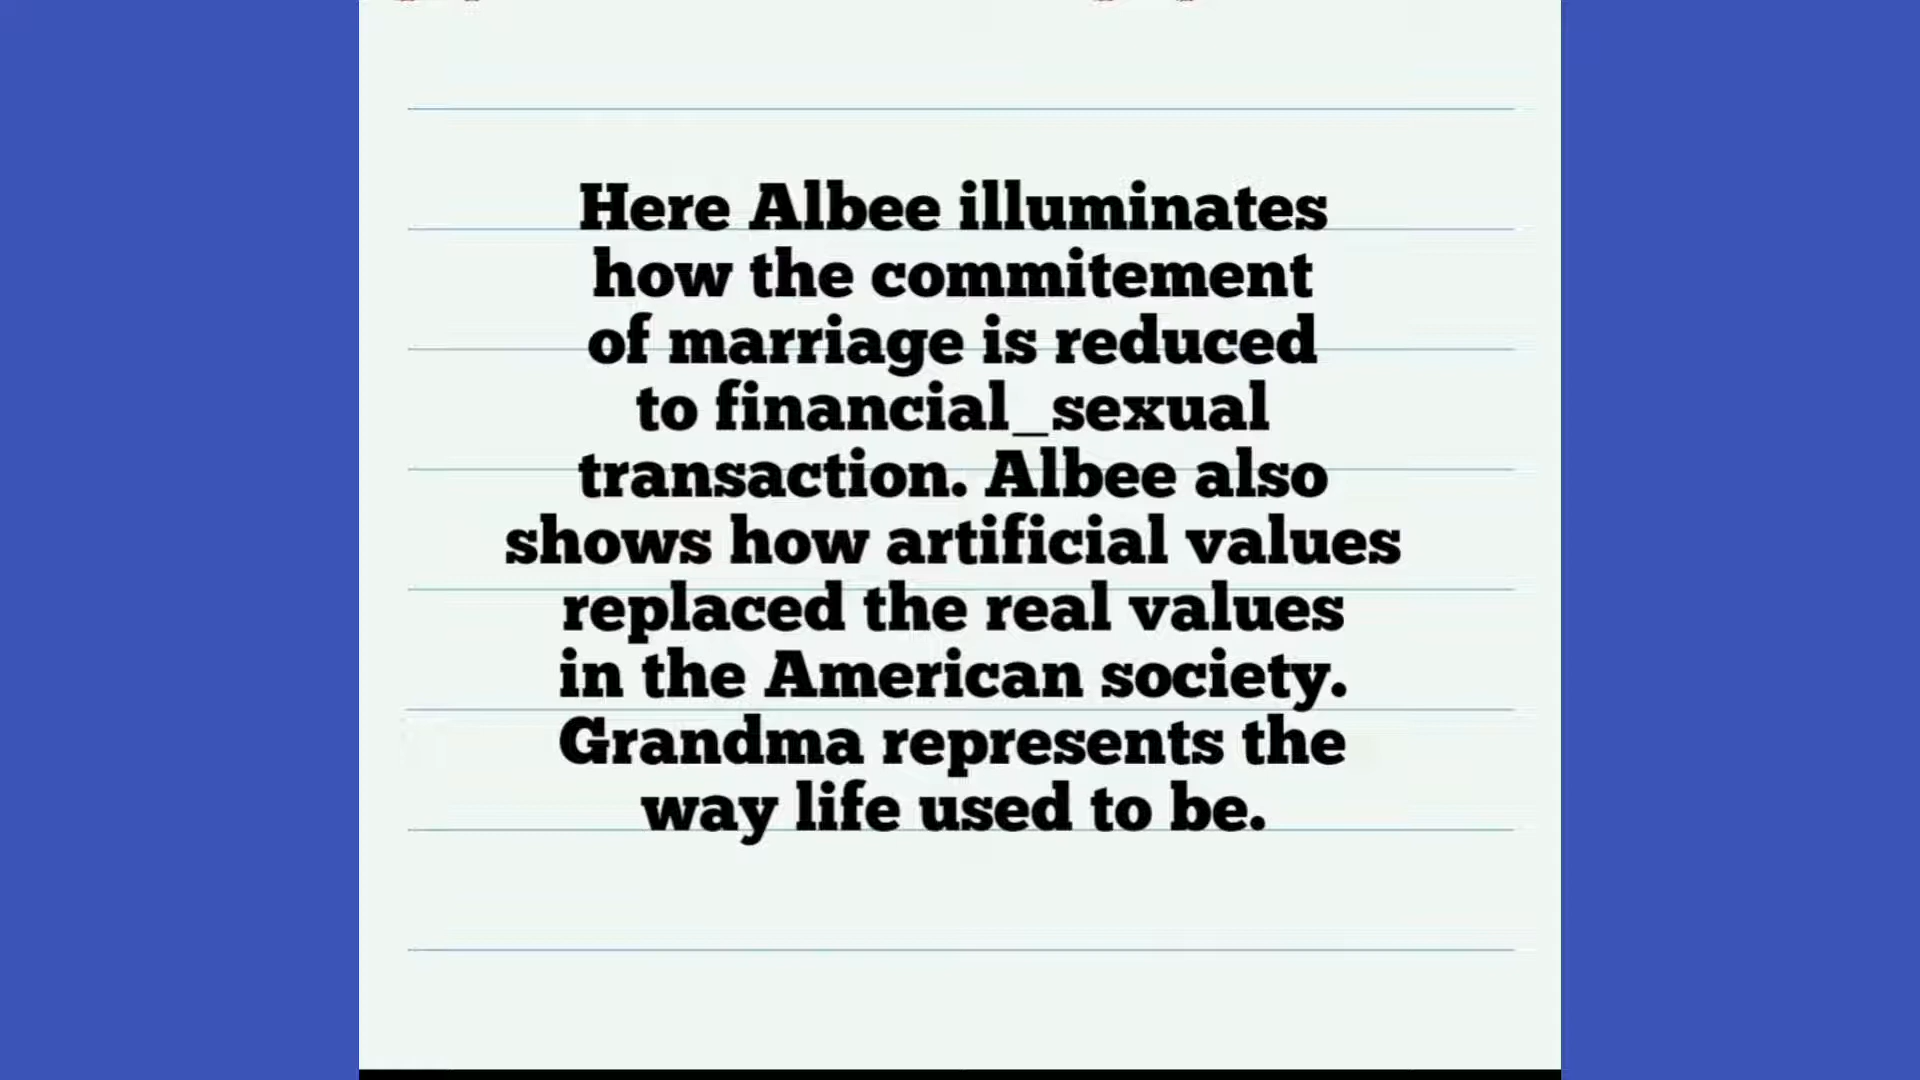 Here Albee illuminates
how the commitement
of marriage is reduced
to financial_sexual
transaction. Albee also
shows how artificial values
replaced the real values
in the American society.
Grandma represents the
way life used to be.